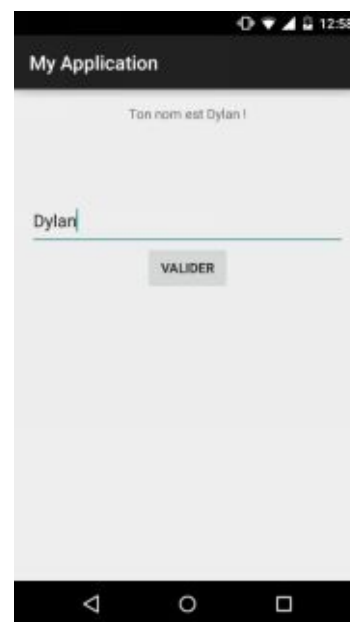 12:58
My Application
Ton nom est Dylan !
Dylan
VALIDER